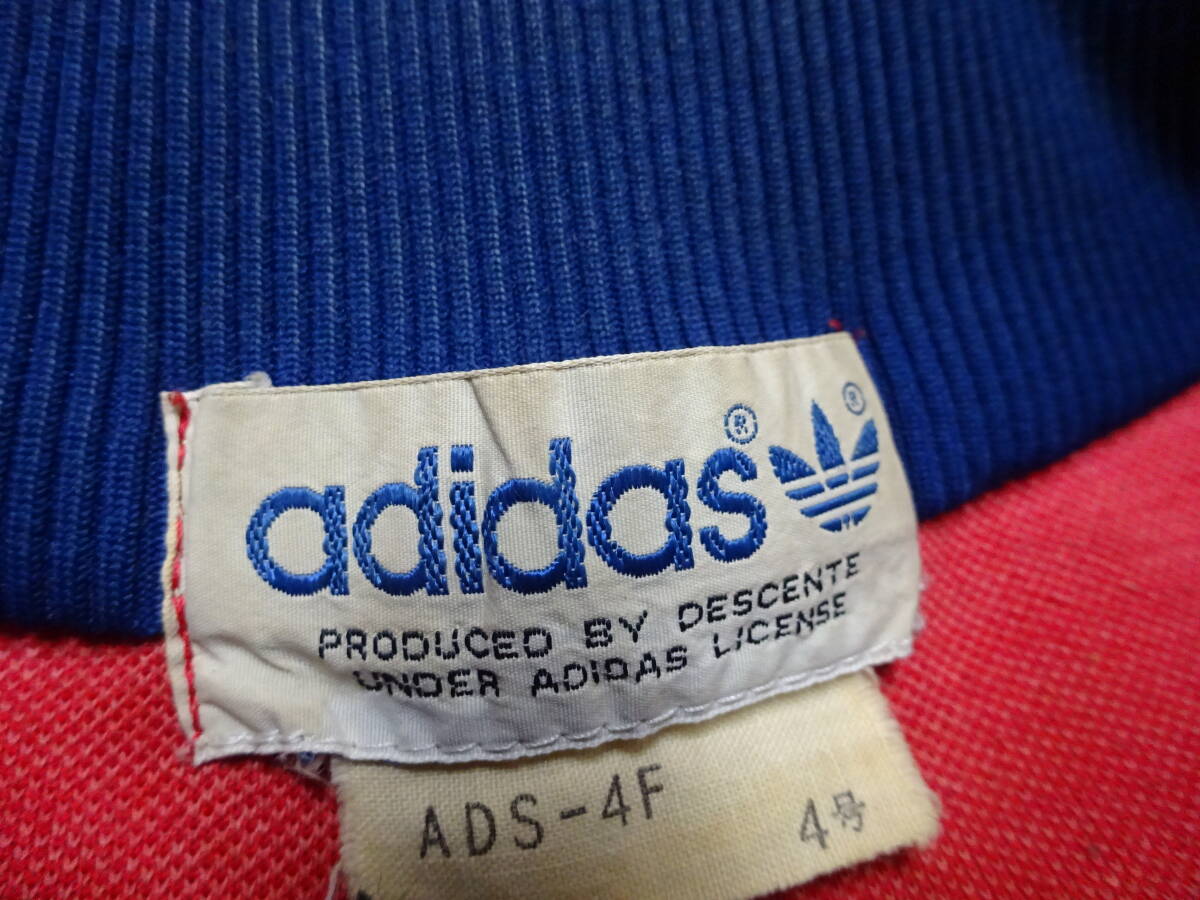 adidas® ®
PRODUCED BY DESCENTE
UNDER ADIDAS LICENSE
ADS-4F 4号